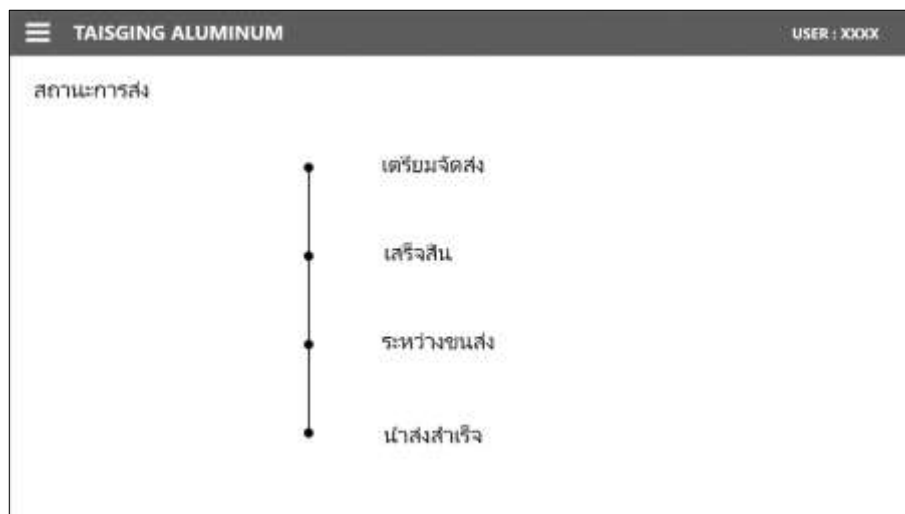 TAISGING ALUMINUM
USER : XXXX
สถานะการส่ง
เตรียมจัดส่ง
เสร็จสิน
ระหว่างขนส่ง
นำส่งสำเร็จ